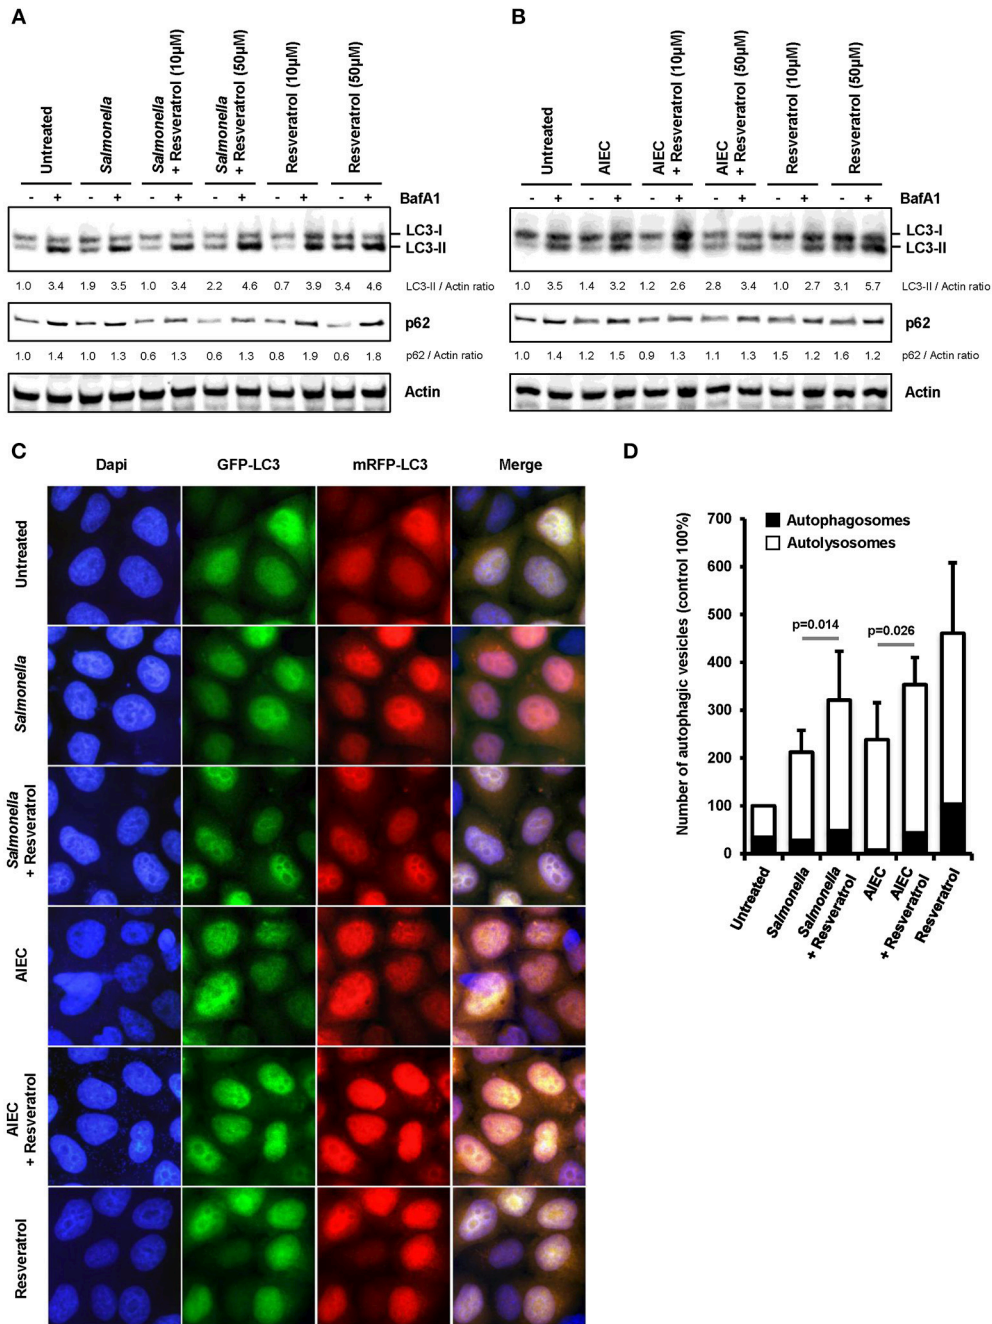 A
Untreated
Salmonella
Salmonella
+ Resveratrol (10µM)
Salmonella
+ Resveratrol (50µM)
Resveratrol (10µM)
Resveratrol (50µM)
- + - + - + - + - + - + BafA1
LC3-I
LC3-II
1.0 3.4 1.9 3.5 1.0 3.4 2.2 4.6 0.7 3.9 3.4 4.6 LC3-II / Actin ratio
p62
1.0 1.4 1.0 1.3 0.6 1.3 0.6 1.3 0.8 1.9 0.6 1.8 p62 / Actin ratio
Actin
B
Untreated
AIEC
AIEC
+ Resveratrol (10µM)
AIEC
+ Resveratrol (50µM)
Resveratrol (10µM)
Resveratrol (50µM)
- + - + - + - + - + - + BafA1
LC3-I
LC3-II
1.0 3.5 1.4 3.2 1.2 2.6 2.8 3.4 1.0 2.7 3.1 5.7 LC3-II / Actin ratio
p62
1.0 1.4 1.2 1.5 0.9 1.3 1.1 1.3 1.5 1.2 1.6 1.2 p62 / Actin ratio
Actin
C
Dapi GFP-LC3 mRFP-LC3 Merge
Untreated
Salmonella
Salmonella
+ Resveratrol
AIEC
AIEC
+ Resveratrol
Resveratrol
D
Autophagosomes
Autolysosomes
Number of autophagic vesicles (control 100%)
700
600
500
400
300
200
100
0
p=0.014
p=0.026
Untreated
Salmonella
Salmonella
+ Resveratrol
AIEC
AIEC
+ Resveratrol
Resveratrol